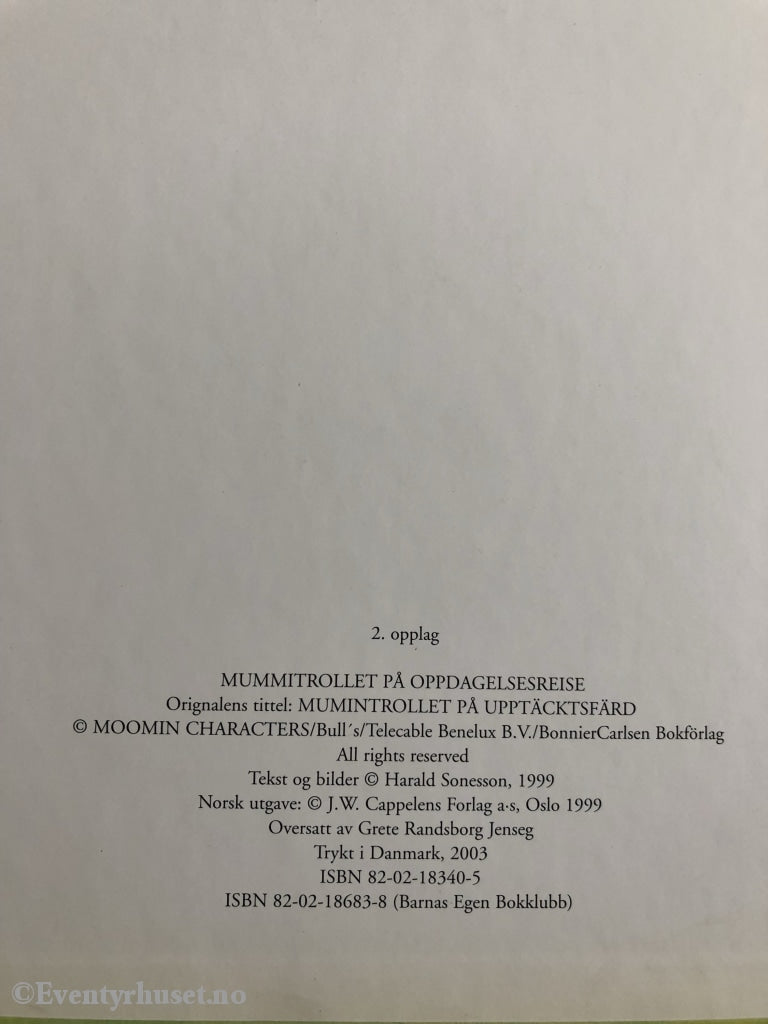 2. opplag
MUMMITROLLET PÅ OPPDAGELSESREISE
Orignalens tittel: MUMINTROLLET PÅ UPPTÄCKTSFÄRD
© MOOMIN CHARACTERS/Bull´s/Telecable Benelux B.V./BonnierCarlsen Bokförlag
All rights reserved
Tekst og bilder © Harald Sonesson, 1999
Norsk utgave: © J.W. Cappelens Forlag a·s, Oslo 1999
Oversatt av Grete Randsborg Jenseg
Trykt i Danmark, 2003
ISBN 82-02-18340-5
ISBN 82-02-18683-8 (Barnas Egen Bokklubb)
©Eventyrhuset.no